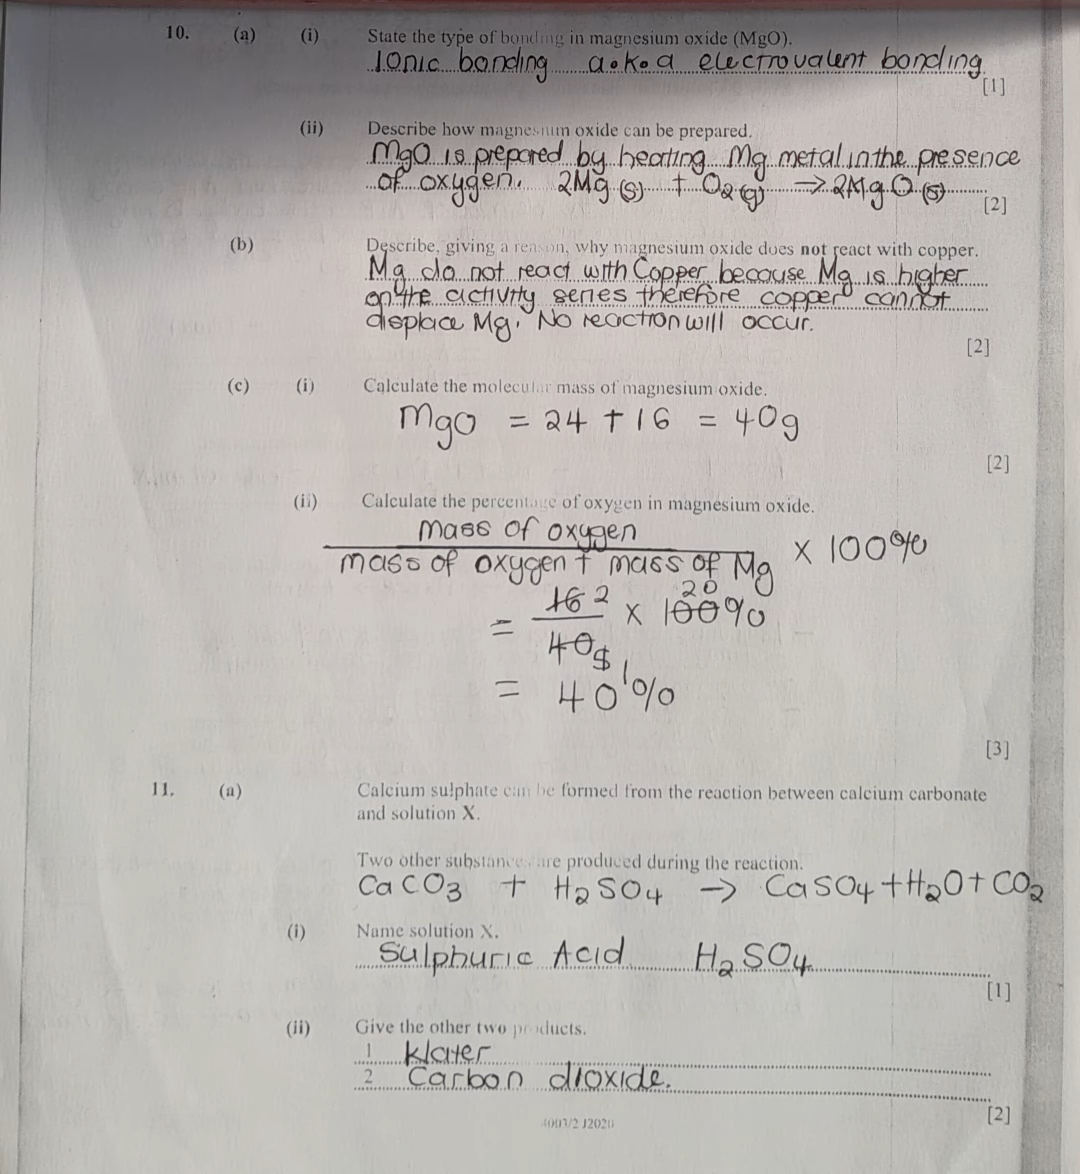 10. (a) (i) State the type of bonding in magnesium oxide (MgO).
Ionic bonding a.k.a electrovalent bonding
[1]
(ii) Describe how magnesium oxide can be prepared.
MgO is prepared by heating Mg metal in the presence
of oxygen. 2Mg (s) + O2 (g) → 2MgO (s)
[2]
(b) Describe, giving a reason, why magnesium oxide does not react with copper.
Mg do not react with Copper because Mg is higher
on the activity series therefore copper cannot
displace Mg. No reaction will occur.
[2]
(c) (i) Calculate the molecular mass of magnesium oxide.
MgO = 24 + 16 = 40g
[2]
(ii) Calculate the percentage of oxygen in magnesium oxide.
mass of oxygen
mass of oxygen + mass of Mg × 100%
= 16 2 × 100% 20
40g 1
= 40%
[3]
11. (a) Calcium sulphate can be formed from the reaction between calcium carbonate
and solution X.
Two other substances are produced during the reaction.
CaCO3 + H2SO4 → CaSO4 + H2O + CO2
(i) Name solution X.
Sulphuric Acid H2SO4
[1]
(ii) Give the other two products.
1 Water
2 Carbon dioxide.
[2]
4003/2 J2020